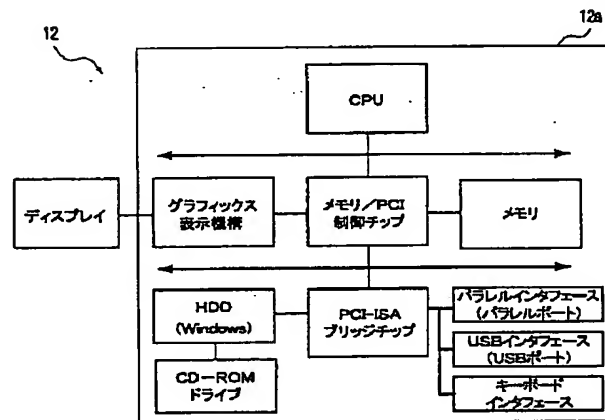 12
12a
CPU
ディスプレイ
グラフィックス
表示機構
メモリ/PCI
制御チップ
メモリ
HDD
(Windows)
PCI-ISA
ブリッジチップ
パラレルインタフェース
(パラレルポート)
USBインタフェース
(USBポート)
キーボード
インタフェース
CD-ROM
ドライブ